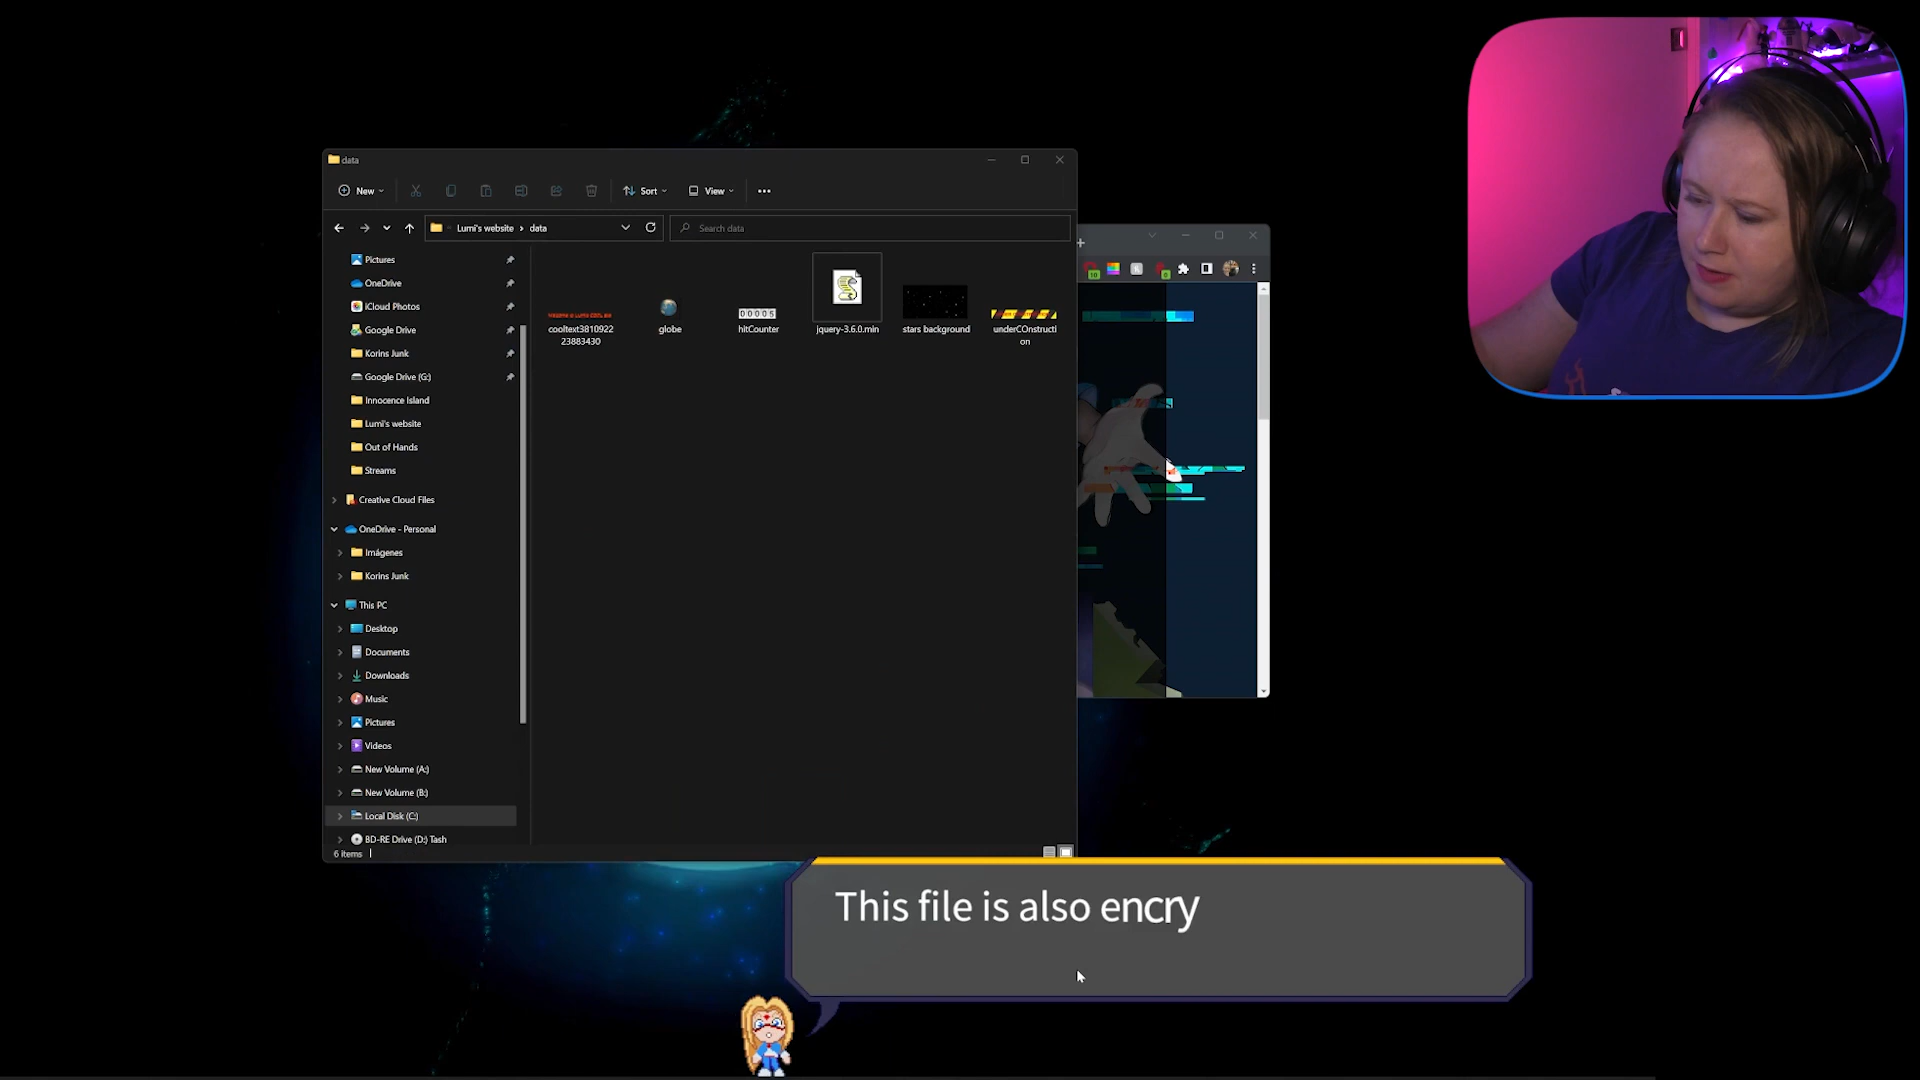 data
New
Sort
View
Lumi's website > data
Search data
Pictures
OneDrive
iCloud Photos
Google Drive
Korins Junk
Google Drive (G:)
Innocence Island
Lumi's website
Out of Hands
Streams
Creative Cloud Files
OneDrive - Personal
Imágenes
Korins Junk
This PC
Desktop
Documents
Downloads
Music
Pictures
Videos
New Volume (A:)
New Volume (B:)
Local Disk (C:)
BD-RE Drive (D:) Tash
6 items
cooltext3810922
23883430
globe
00005
hitCounter
jquery-3.6.0.min
stars background
underCOnstructi
on
10
0
This file is also encry